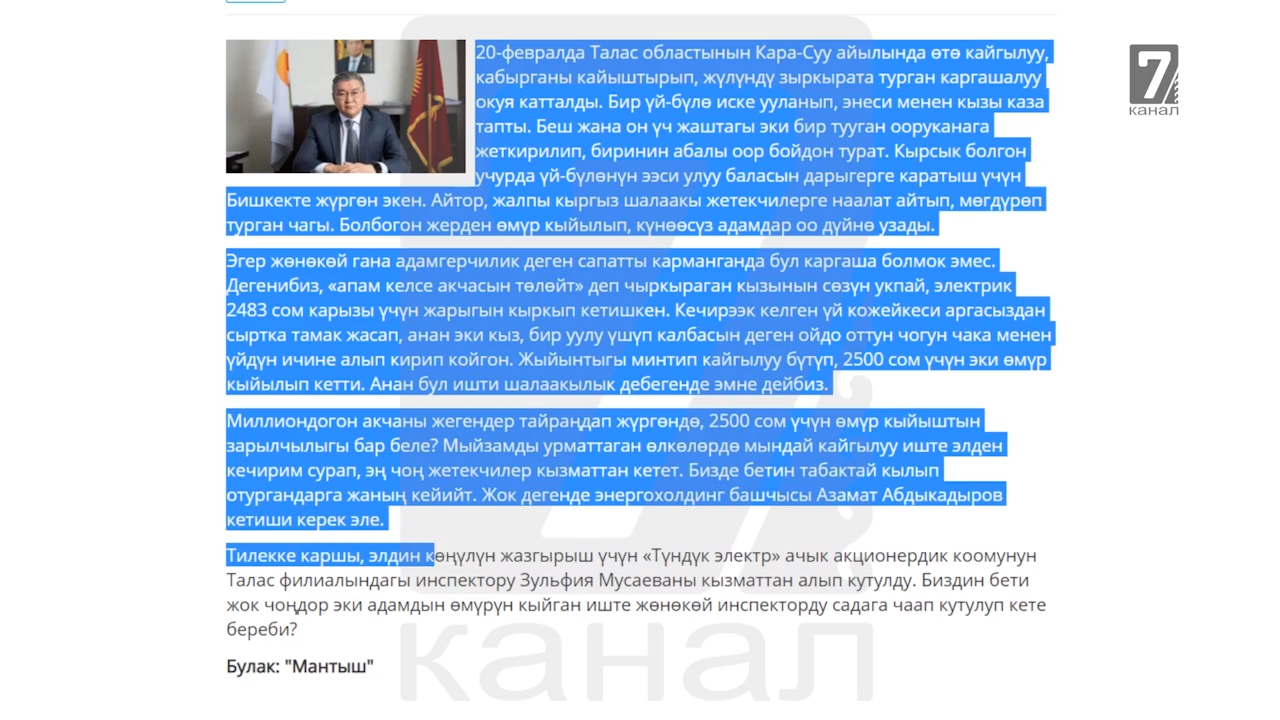 20-февралда Талас областынын Кара-Суу айылында өтө кайгылуу,
кабырганы кайыштырып, жүлүндү зыркырата турган каргашалуу
окуя катталды. Бир үй-бүлө иске ууланып, энеси менен кызы каза
тапты. Беш жана он үч жаштагы эки бир тууган ооруканага
жеткирилип, биринин абалы оор бойдон турат. Кырсык болгон
учурда үй-бүлөнүн ээси улуу баласын дарыгерге каратыш үчүн
Бишкекте жүргөн экен. Айтор, жалпы кыргыз шалаакы жетекчилерге наалат айтып, мөгдүрөп
турган чагы. Болбогон жерден өмүр кыйылып, күнөөсүз адамдар оо дүйнө узады.
Эгер жөнөкөй гана адамгерчилик деген сапатты карманганда бул каргаша болмок эмес.
Дегенибиз, «апам келсе акчасын төлөйт» деп чыркыраган кызынын сөзүн укпай, электрик
2483 сом карызы үчүн жарыгын кыркып кетишкен. Кечирээк келген үй кожейкеси аргасыздан
сыртка тамак жасап, анан эки кыз, бир уулу үшүп калбасын деген ойдо оттун чогун чака менен
үйдүн ичине алып кирип койгон. Жыйынтыгы минтип кайгылуу бүтүп, 2500 сом үчүн эки өмүр
кыйылып кетти. Анан бул ишти шалаакылык дебегенде эмне дейбиз.
Миллиондогон акчаны жегендер тайраңдап жүргөндө, 2500 сом үчүн өмүр кыйыштын
зарылчылыгы бар беле? Мыйзамды урматтаган өлкөлөрдө мындай кайгылуу иште элден
кечирим сурап, эң чоң жетекчилер кызматтан кетет. Бизде бетин табактай кылып
отургандарга жаның кейийт. Жок дегенде энергохолдинг башчысы Азамат Абдыкадыров
кетиши керек эле.
Тилекке каршы, элдин көңүлүн жазгырыш үчүн «Түндүк электр» ачык акционердик коомунун
Талас филиалындагы инспектору Зульфия Мусаеваны кызматтан алып кутулду. Биздин бети
жок чоңдор эки адамдын өмүрүн кыйган иште жөнөкөй инспекторду садага чаап кутулуп кете
береби?
Булак: "Мантыш"
7
канал
7
канал